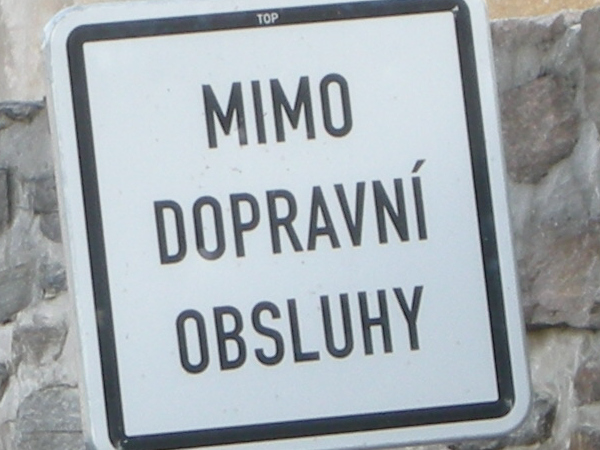 TOP
MIMO
DOPRAVNÍ
OBSLUHY